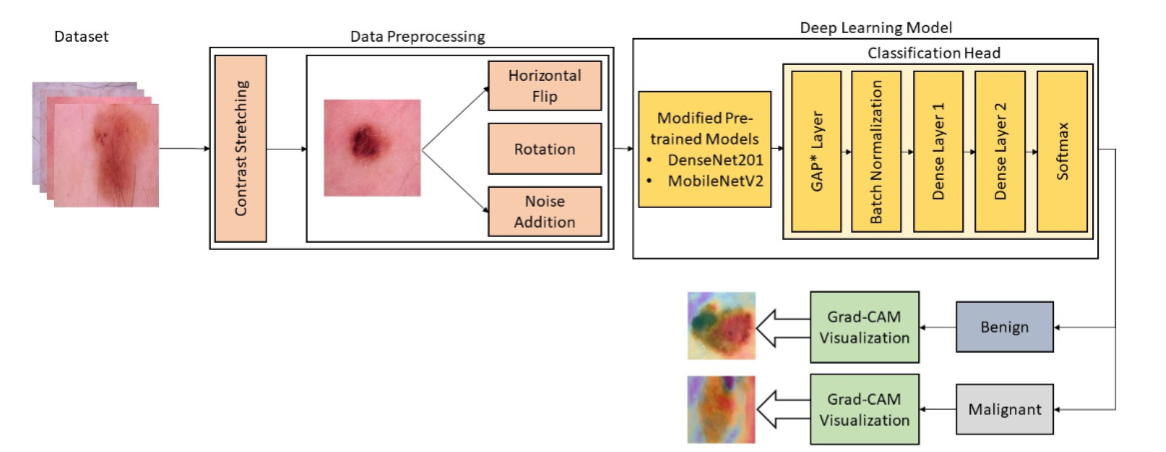 Dataset
Data Preprocessing
Deep Learning Model
Classification Head
Contrast Stretching
Horizontal
Flip
Rotation
Noise
Addition
Modified Pre-
trained Models
• DenseNet201
• MobileNetV2
GAP* Layer
Batch Normalization
Dense Layer 1
Dense Layer 2
Softmax
Grad-CAM
Visualization
Benign
Grad-CAM
Visualization
Malignant